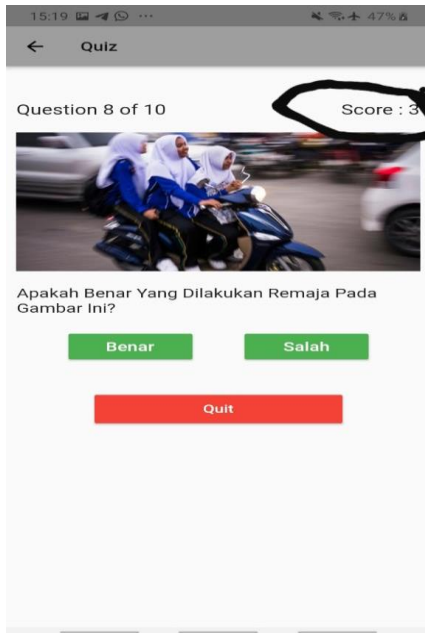 15:19 ... 47%
Quiz
Question 8 of 10 Score : 3
Apakah Benar Yang Dilakukan Remaja Pada
Gambar Ini?
Benar Salah
Quit